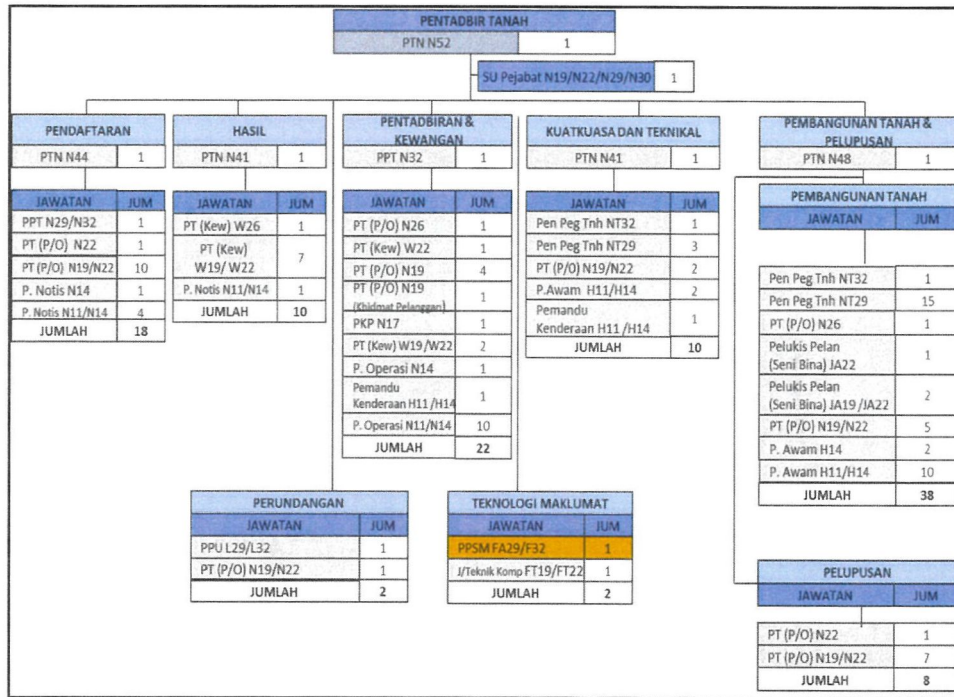 PENTADBIR TANAH
PTN N52 1
SU Pejabat N19/N22/N29/N30 1
PENDAFTARAN
PTN N44 1
JAWATAN JUM
PPT N29/N32 1
PT (P/O) N22 1
PT (P/O) N19/N22 10
P. Notis N14 1
P. Notis N11/N14 4
JUMLAH 18
HASIL
PTN N41 1
JAWATAN JUM
PT (Kew) W26 1
PT (Kew)
W19/ W22 7
P. Notis N11/N14 1
JUMLAH 10
PENTADBIRAN &
KEWANGAN
PPT N32 1
JAWATAN JUM
PT (P/O) N26 1
PT (Kew) W22 1
PT (P/O) N19 4
PT (P/O) N19
(Khidmat Pelanggan) 1
PKP N17 1
PT (Kew) W19/W22 2
P. Operasi N14 1
Pemandu
Kenderaan H11/H14 1
P. Operasi N11/N14 10
JUMLAH 22
KUATKUASA DAN TEKNIKAL
PTN N41 1
JAWATAN JUM
Pen Peg Tnh NT32 1
Pen Peg Tnh NT29 3
PT (P/O) N19/N22 2
P.Awam H11/H14 2
Pemandu
Kenderaan H11/H14 1
JUMLAH 10
PEMBANGUNAN TANAH &
PELUPUSAN
PTN N48 1
PEMBANGUNAN TANAH
JAWATAN JUM
Pen Peg Tnh NT32 1
Pen Peg Tnh NT29 15
PT (P/O) N26 1
Pelukis Pelan
(Seni Bina) JA22 1
Pelukis Pelan
(Seni Bina) JA19/JA22 2
PT (P/O) N19/N22 5
P. Awam H14 2
P. Awam H11/H14 10
JUMLAH 38
PERUNDANGAN
JAWATAN JUM
PPU L29/L32 1
PT (P/O) N19/N22 1
JUMLAH 2
TEKNOLOGI MAKLUMAT
JAWATAN JUM
PPSM FA29/F32 1
J/Teknik Komp FT19/FT22 1
JUMLAH 2
PELUPUSAN
JAWATAN JUM
PT (P/O) N22 1
PT (P/O) N19/N22 7
JUMLAH 8